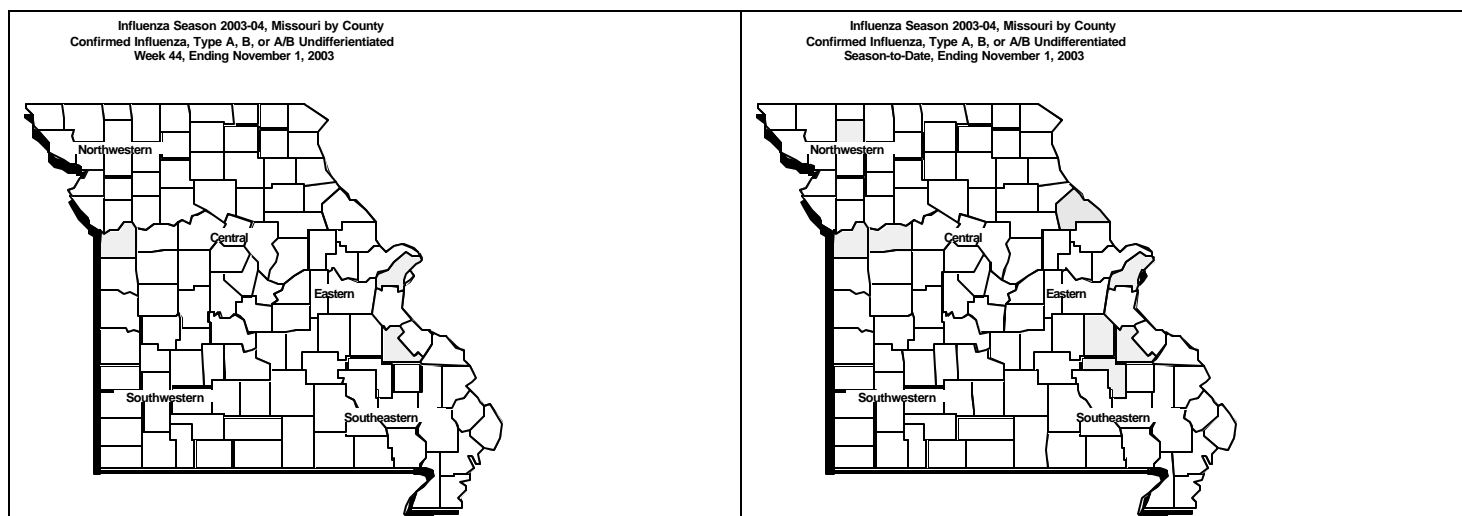 Influenza Season 2003-04, Missouri by County
Confirmed Influenza, Type A, B, or A/B Undifferientiated
Week 44, Ending November 1, 2003
Northwestern
Central
Eastern
Southwestern
Southeastern
Influenza Season 2003-04, Missouri by County
Confirmed Influenza, Type A, B, or A/B Undifferentiated
Season-to-Date, Ending November 1, 2003
Northwestern
Central
Eastern
Southwestern
Southeastern